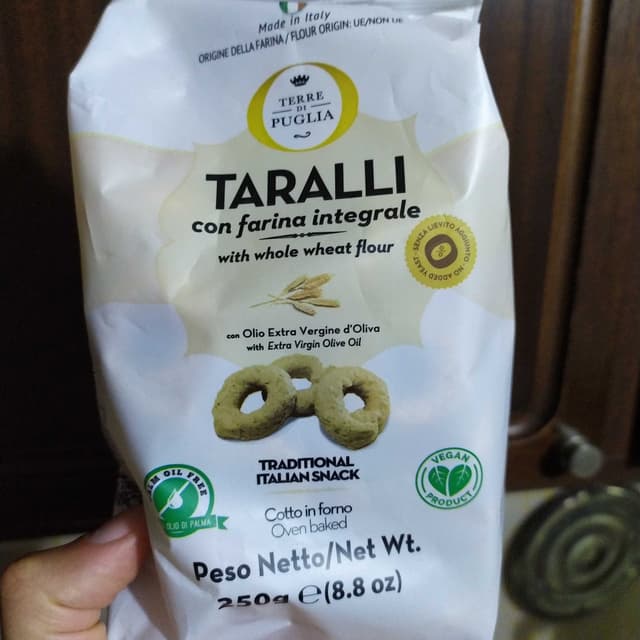 Made in Italy
ORIGINE DELLA FARINA / FLOUR ORIGIN: UE/NON UE
TERRE
DI
PUGLIA
TARALLI
con farina integrale
with whole wheat flour
SENZA LIEVITO AGGIUNTO · NO ADDED YEAST
con Olio Extra Vergine d'Oliva
with Extra Virgin Olive Oil
TRADITIONAL
ITALIAN SNACK
OIL FREE
OLIO DI PALMA
VEGAN
PRODUCT
Cotto in forno
Oven baked
Peso Netto/Net Wt.
250g e (8.8 oz)